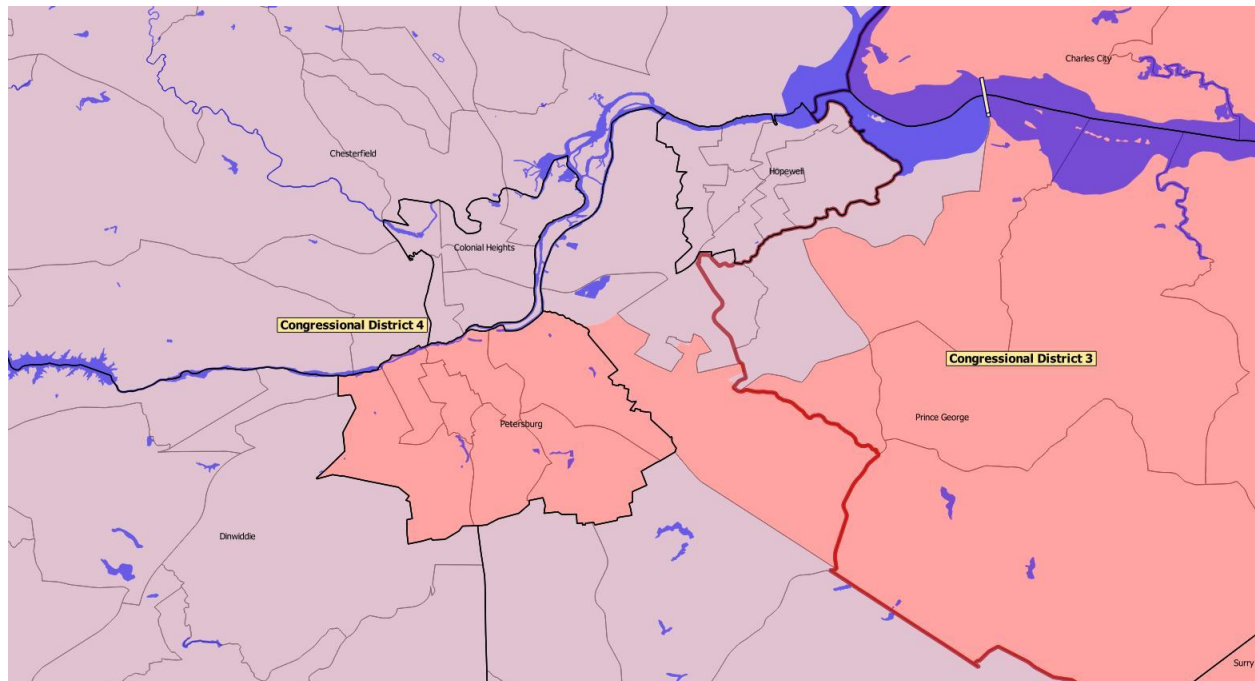 Charles City
Chesterfield
Hopewell
Colonial Heights
Congressional District 4
Congressional District 3
Prince George
Petersburg
Dinwiddie
Surry